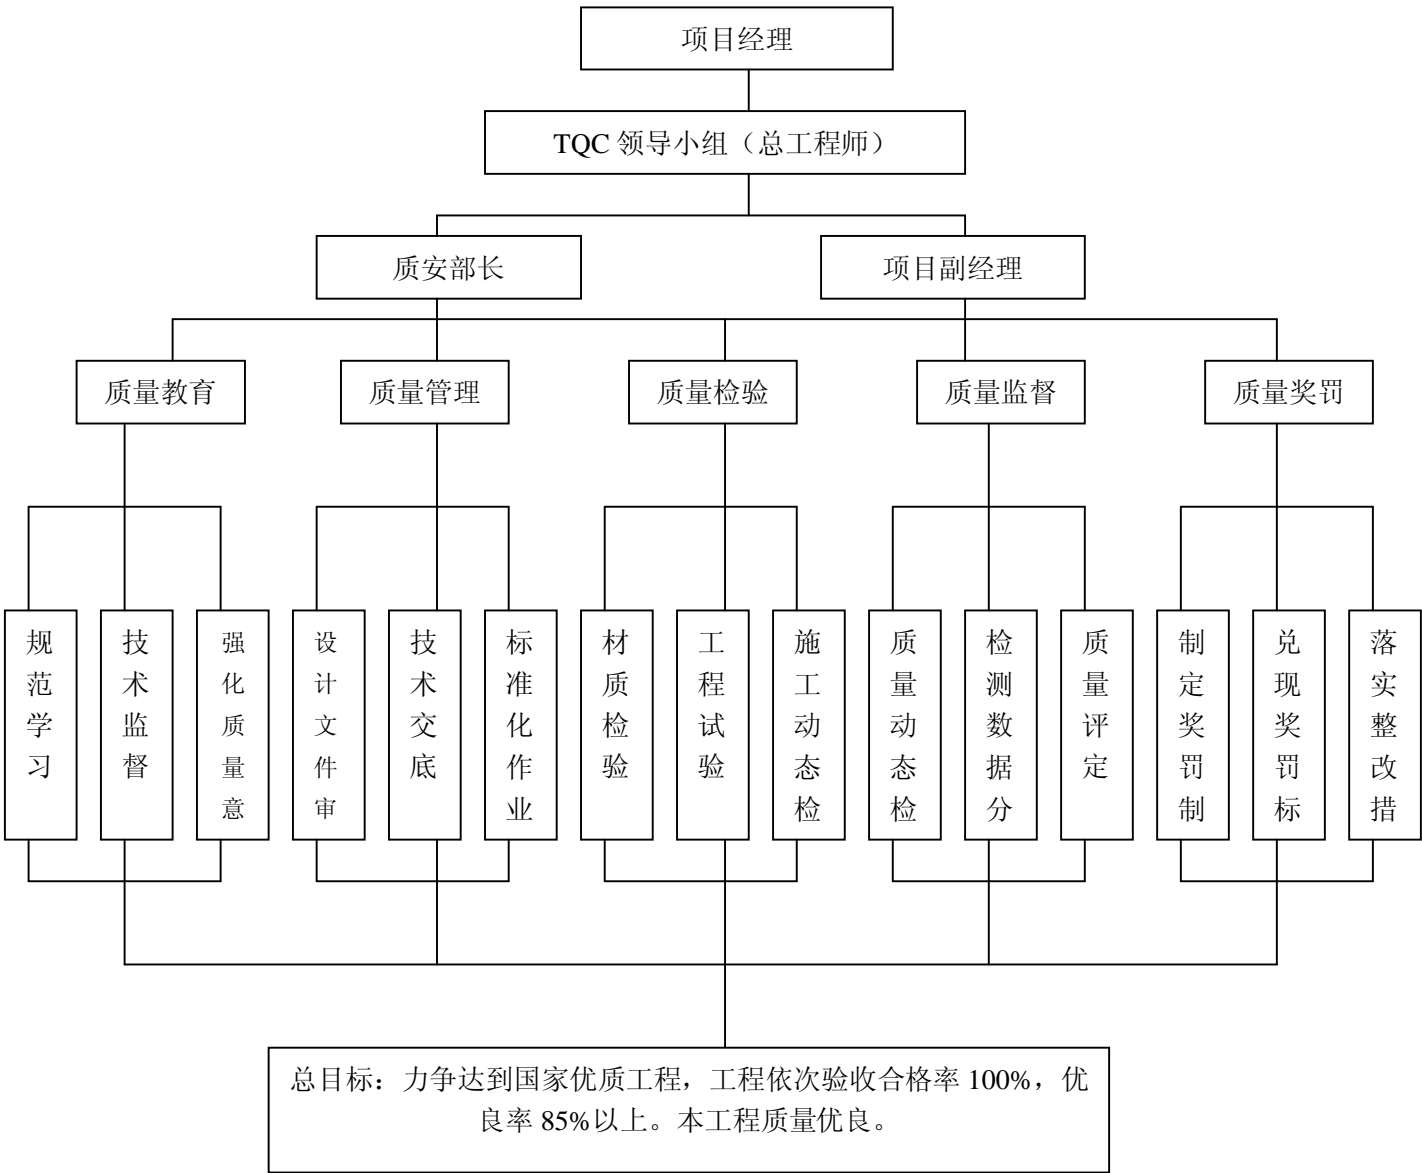 项目经理
TQC 领导小组（总工程师）
质安部长
项目副经理
质量教育
质量管理
质量检验
质量监督
质量奖罚
规范学习
技术监督
强化质量意
设计文件审
技术交底
标准化作业
材质检验
工程试验
施工动态检
质量动态检
检测数据分
质量评定
制定奖罚制
兑现奖罚标
落实整改措
总目标：力争达到国家优质工程，工程依次验收合格率 100%，优
良率 85%以上。本工程质量优良。